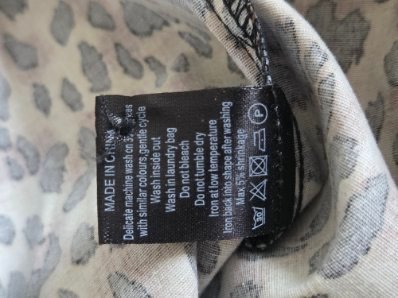 MADE IN CHINA
Delicate machine wash on
with similar colours, gentle cycle
Wash inside out
Wash in laundry bag
Do not bleach
Do not tumble dry
Iron at low temperature
Iron back into shape after washing
Max 5% shrinkage
P